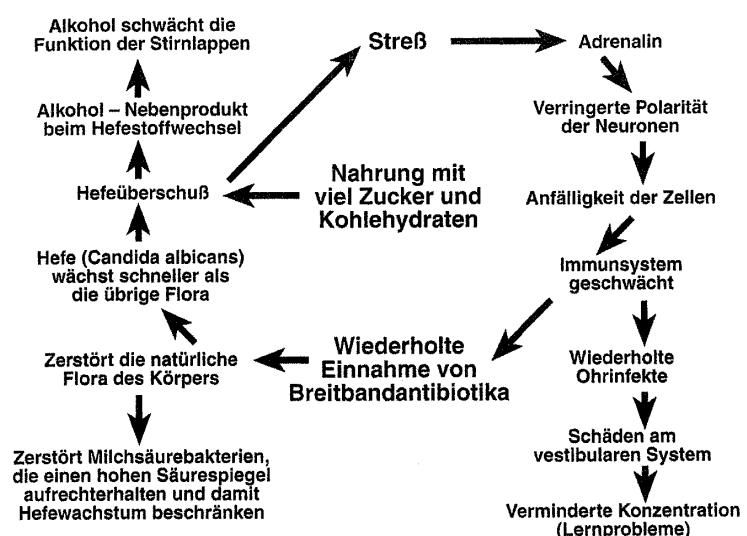 Alkohol schwächt die
Funktion der Stirnlappen
Streß
Adrenalin
Alkohol – Nebenprodukt
beim Hefestoffwechsel
Verringerte Polarität
der Neuronen
Hefeüberschuß
Nahrung mit
viel Zucker und
Kohlehydraten
Anfälligkeit der Zellen
Hefe (Candida albicans)
wächst schneller als
die übrige Flora
Immunsystem
geschwächt
Zerstört die natürliche
Flora des Körpers
Wiederholte
Einnahme von
Breitbandantibiotika
Wiederholte
Ohrinfekte
Zerstört Milchsäurebakterien,
die einen hohen Säurespiegel
aufrechterhalten und damit
Hefewachstum beschränken
Schäden am
vestibularen System
Verminderte Konzentration
(Lernprobleme)